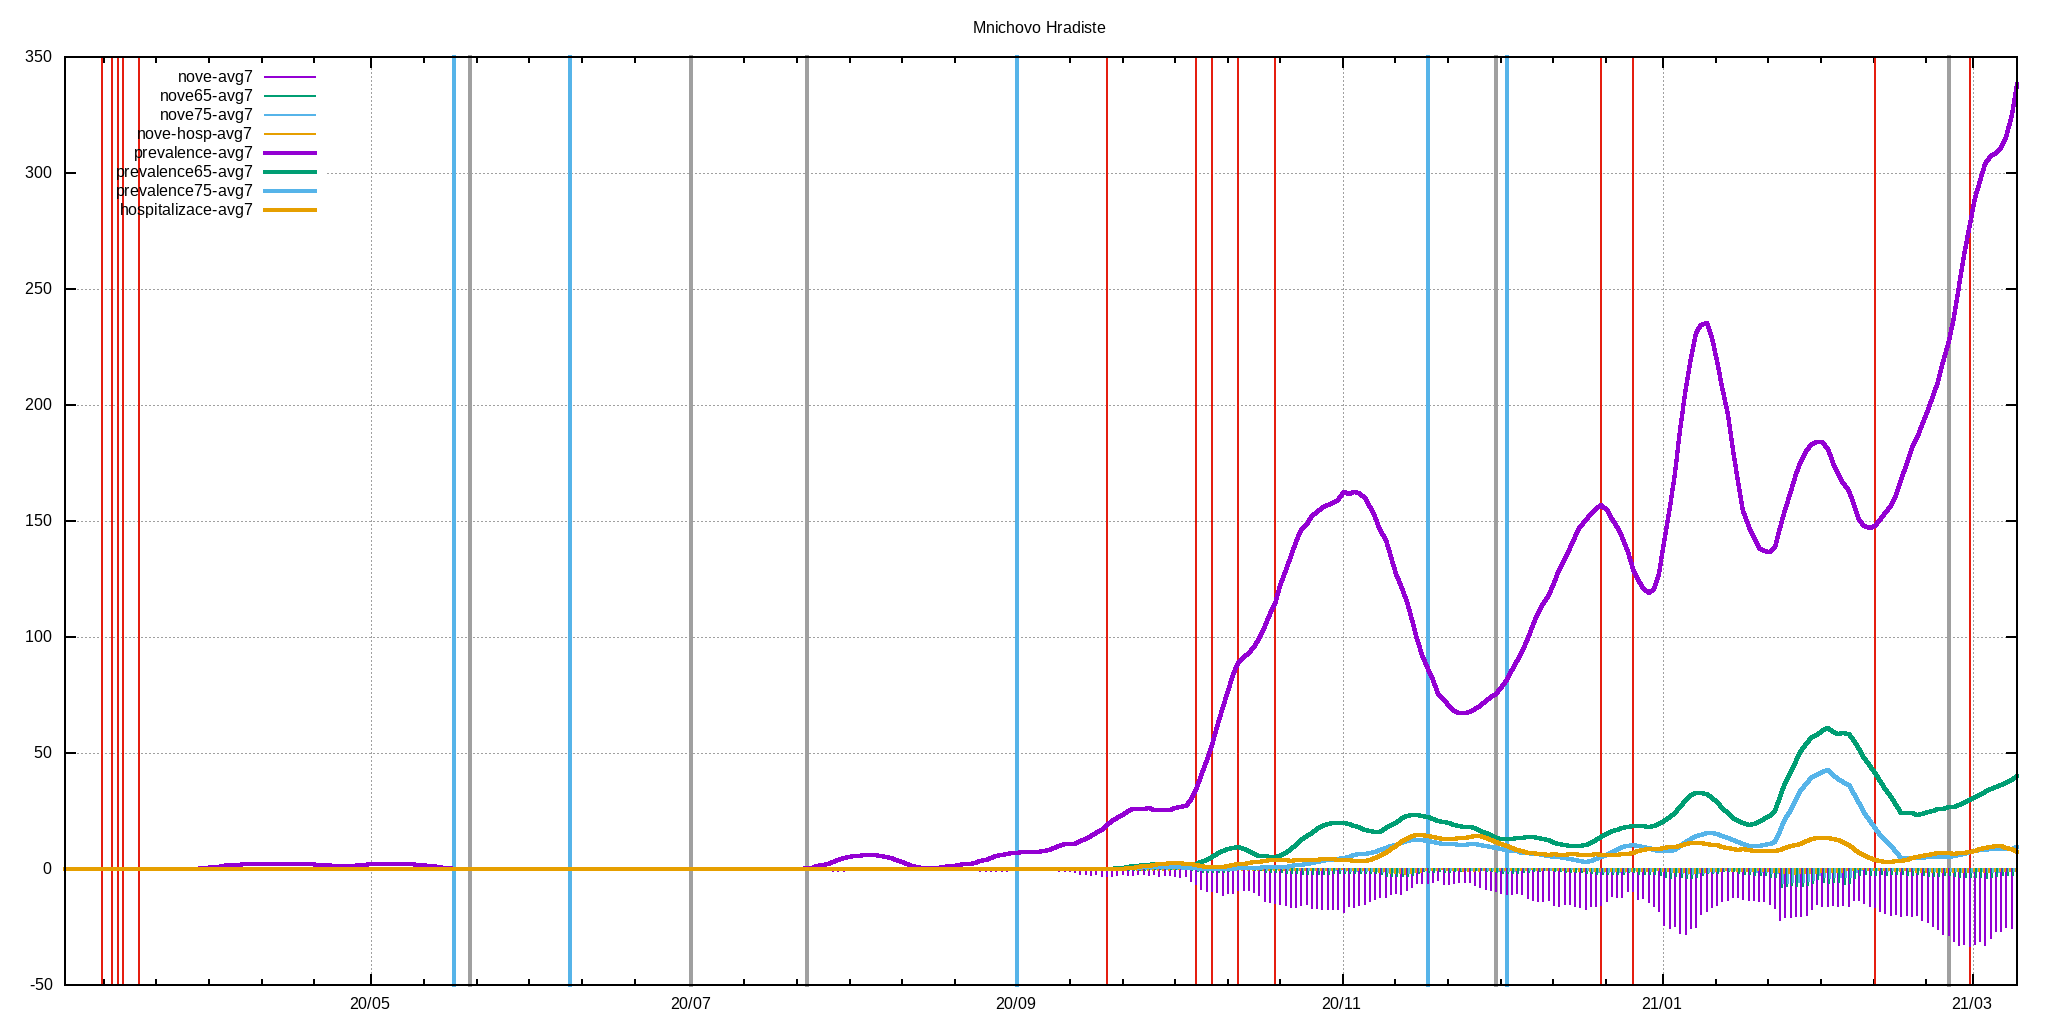 Mnichovo Hradiste
350
300
250
200
150
100
50
0
-50
nove-avg7
nove65-avg7
nove75-avg7
nove-hosp-avg7
prevalence-avg7
prevalence65-avg7
prevalence75-avg7
hospitalizace-avg7
20/05
20/07
20/09
20/11
21/01
21/03